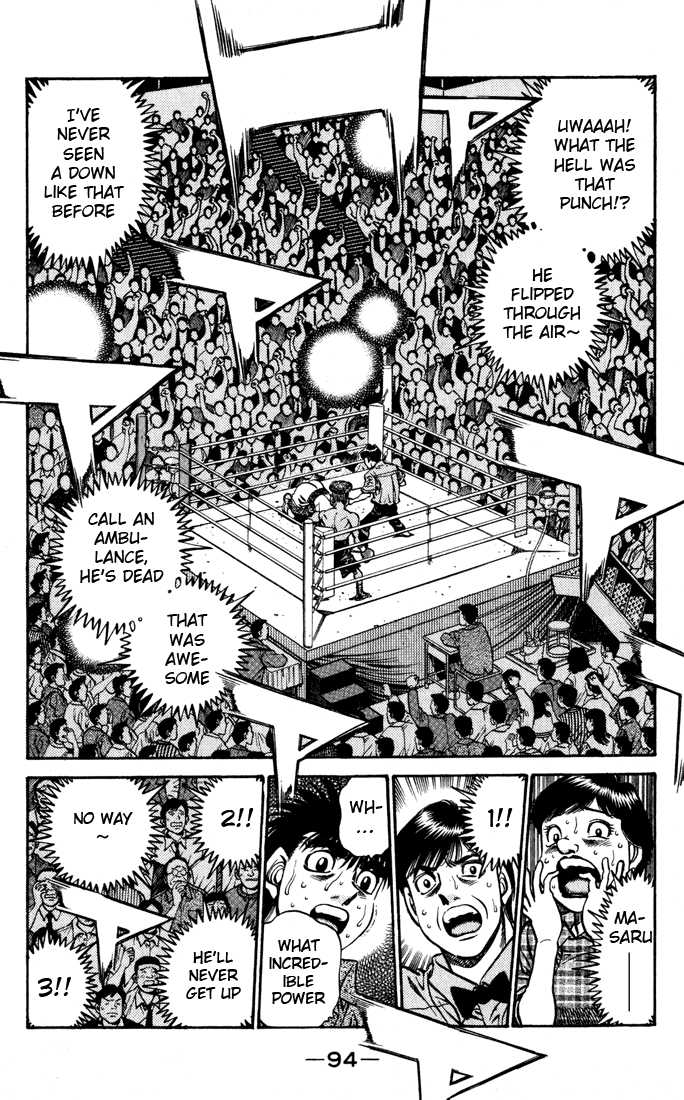 UWAAAH!
WHAT THE
HELL WAS
THAT
PUNCH!?
HE
FLIPPED
THROUGH
THE AIR~
I'VE
NEVER
SEEN
A DOWN
LIKE THAT
BEFORE
CALL AN
AMBU-
LANCE,
HE'S DEAD
THAT
WAS
AWE-
SOME
MA-
SARU
1!!
WH-
...
WHAT
INCRED-
IBLE
POWER
2!!
NO WAY
~
HE'LL
NEVER
GET UP
3!!
—94—